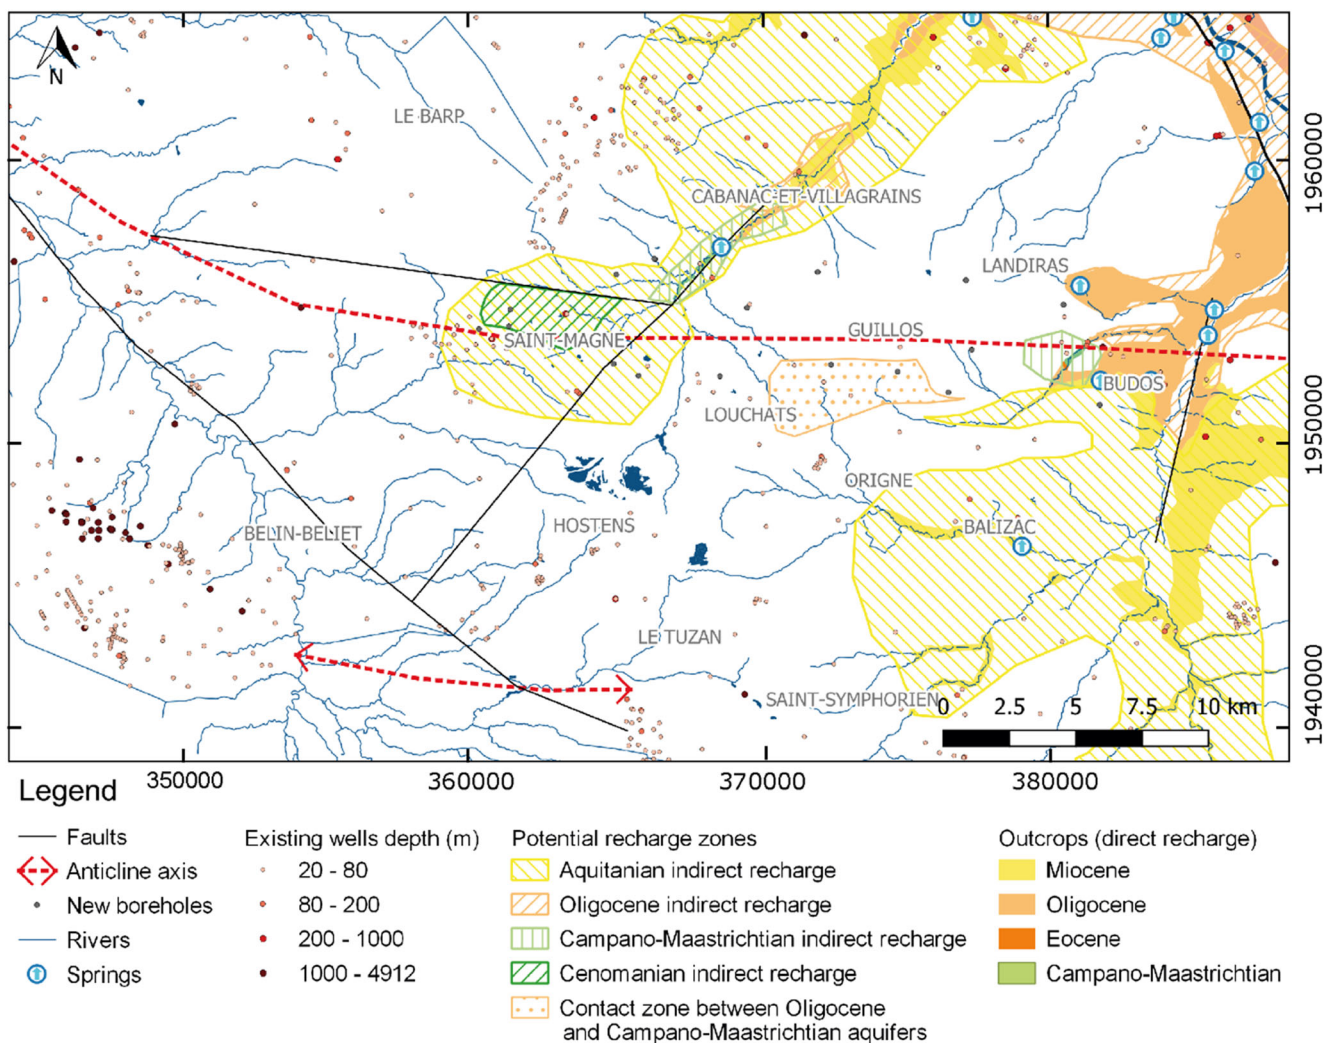 N
LE BARP
CABANAC-ET-VILLAGRAINS
LANDIRAS
GUILLOS
SAINT-MAGNE
BUDOS
LOUCHATS
ORIGNE
BALIZAC
HOSTENS
BELIN-BELIET
LE TUZAN
SAINT-SYMPHORIEN
0 2.5 5 7.5 10 km
1960000
1950000
1940000
350000 360000 370000 380000
Legend
Faults
Anticline axis
New boreholes
Rivers
Springs
Existing wells depth (m)
20 - 80
80 - 200
200 - 1000
1000 - 4912
Potential recharge zones
Aquitanian indirect recharge
Oligocene indirect recharge
Campano-Maastrichtian indirect recharge
Cenomanian indirect recharge
Contact zone between Oligocene
and Campano-Maastrichtian aquifers
Outcrops (direct recharge)
Miocene
Oligocene
Eocene
Campano-Maastrichtian